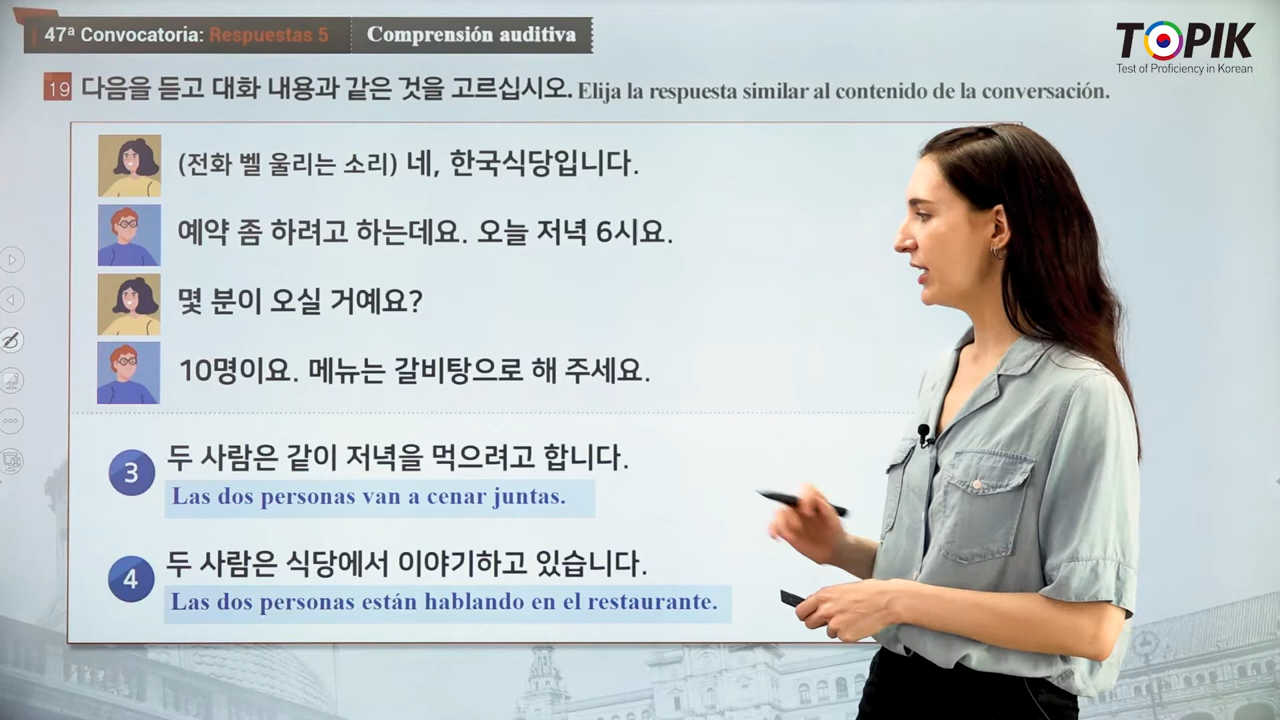 47ª Convocatoria: Respuestas 5 Comprensión auditiva
TOPIK
Test of Proficiency in Korean
19 다음을 듣고 대화 내용과 같은 것을 고르십시오. Elija la respuesta similar al contenido de la conversación.
(전화 벨 울리는 소리) 네, 한국식당입니다.
예약 좀 하려고 하는데요. 오늘 저녁 6시요.
몇 분이 오실 거예요?
10명이요. 메뉴는 갈비탕으로 해 주세요.
3 두 사람은 같이 저녁을 먹으려고 합니다.
Las dos personas van a cenar juntas.
4 두 사람은 식당에서 이야기하고 있습니다.
Las dos personas están hablando en el restaurante.